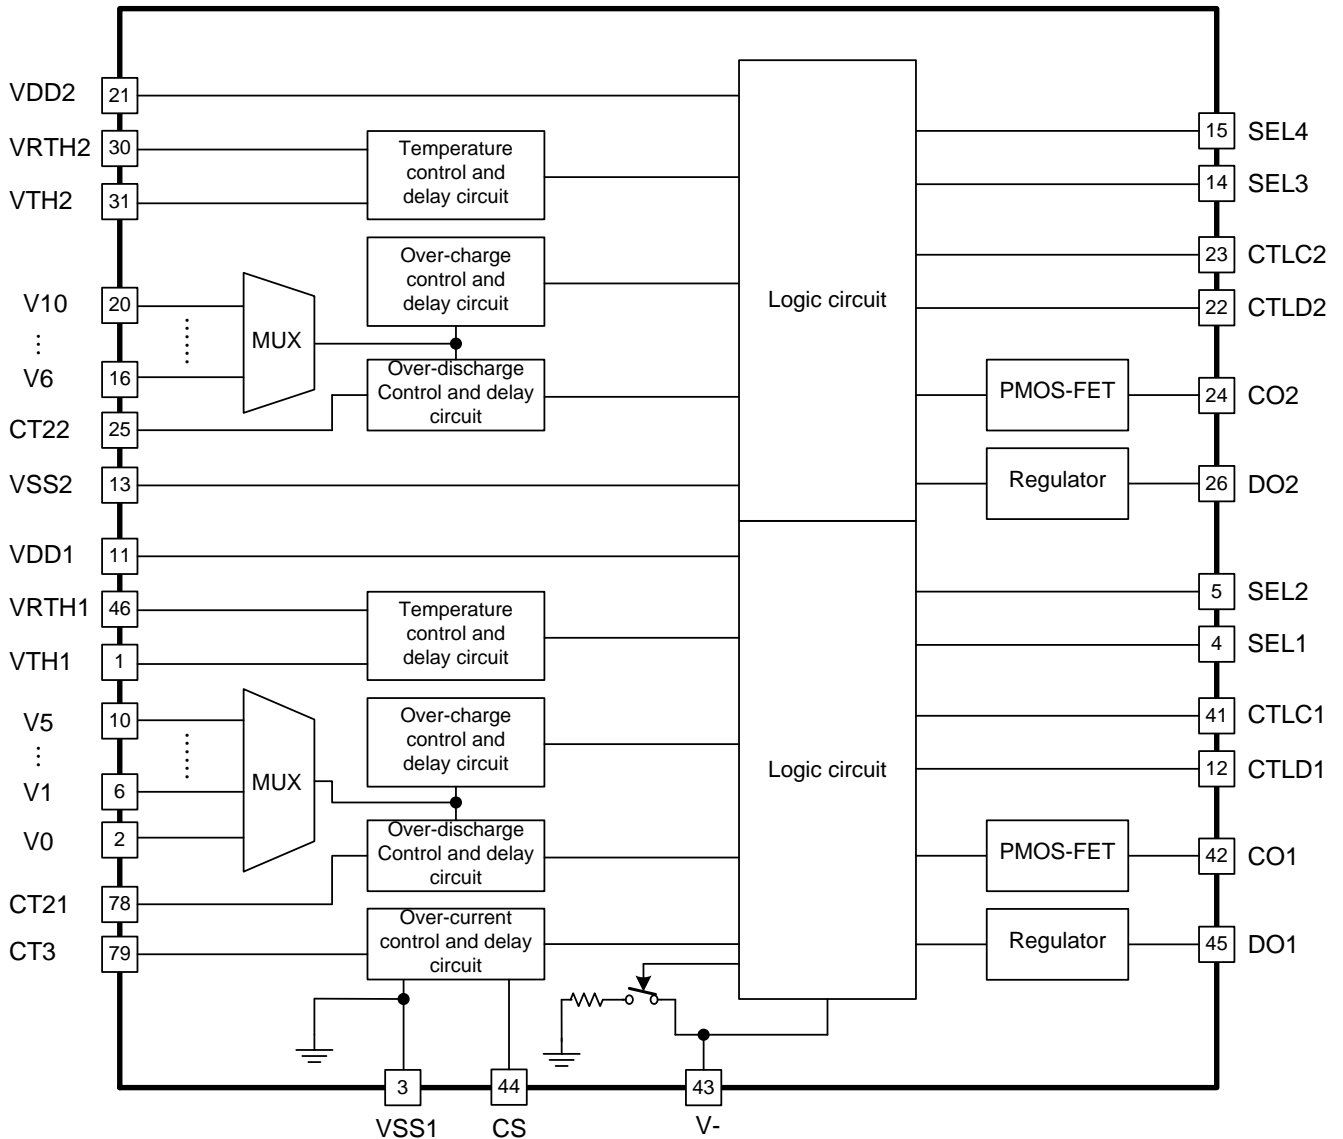 VDD2 21
VRTH2 30
VTH2 31
V10 20
V6 16
CT22 25
VSS2 13
VDD1 11
VRTH1 46
VTH1 1
V5 10
V1 6
V0 2
CT21 78
CT3 79
Temperature
control and
delay circuit
Over-charge
control and
delay circuit
MUX
Over-discharge
Control and delay
circuit
Temperature
control and
delay circuit
Over-charge
control and
delay circuit
MUX
Over-discharge
Control and delay
circuit
Over-current
control and delay
circuit
Logic circuit
Logic circuit
PMOS-FET
Regulator
PMOS-FET
Regulator
15 SEL4
14 SEL3
23 CTLC2
22 CTLD2
24 CO2
26 DO2
5 SEL2
4 SEL1
41 CTLC1
12 CTLD1
42 CO1
45 DO1
3
VSS1
44
CS
43
V-